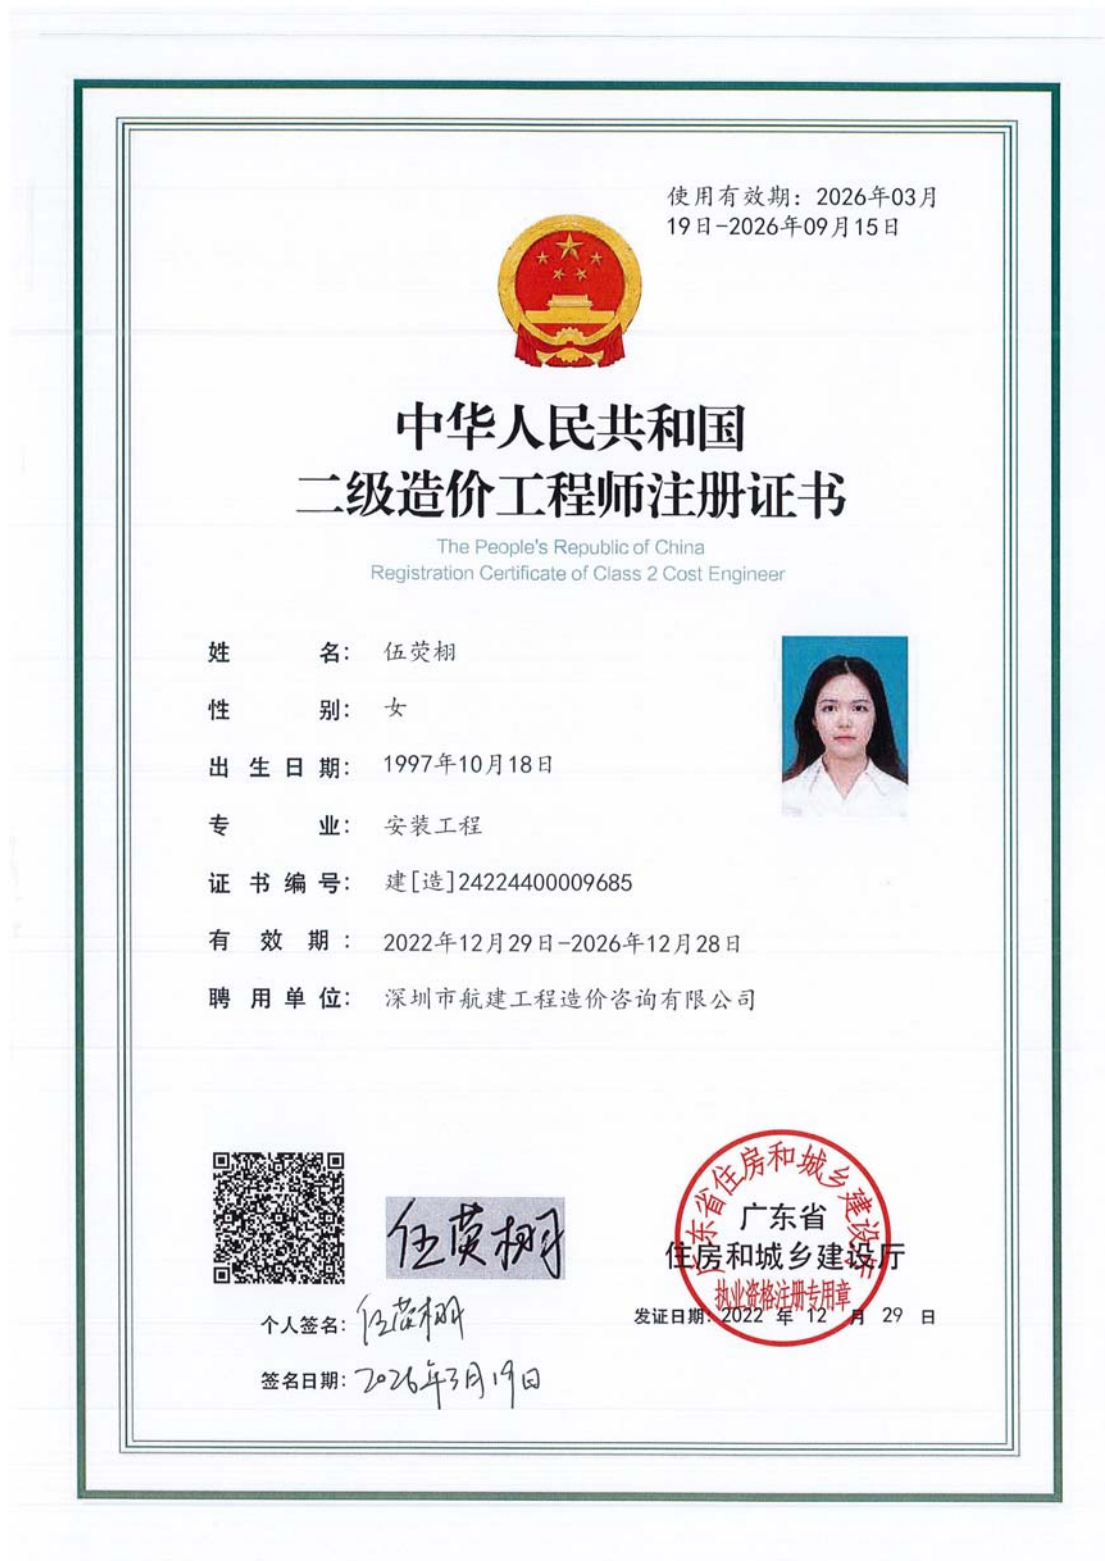 使用有效期：2026年03月
19日-2026年09月15日
中华人民共和国
二级造价工程师注册证书
The People's Republic of China
Registration Certificate of Class 2 Cost Engineer
姓名：伍荧栩
性别：女
出生日期：1997年10月18日
专业：安装工程
证书编号：建[造]24224400009685
有效期：2022年12月29日-2026年12月28日
聘用单位：深圳市航建工程造价咨询有限公司
伍荧栩
个人签名：伍荧栩
签名日期：2026年3月19日
广东省住房和城乡建设厅
广东省
住房和城乡建设厅
执业资格注册专用章
发证日期：2022年12月29日